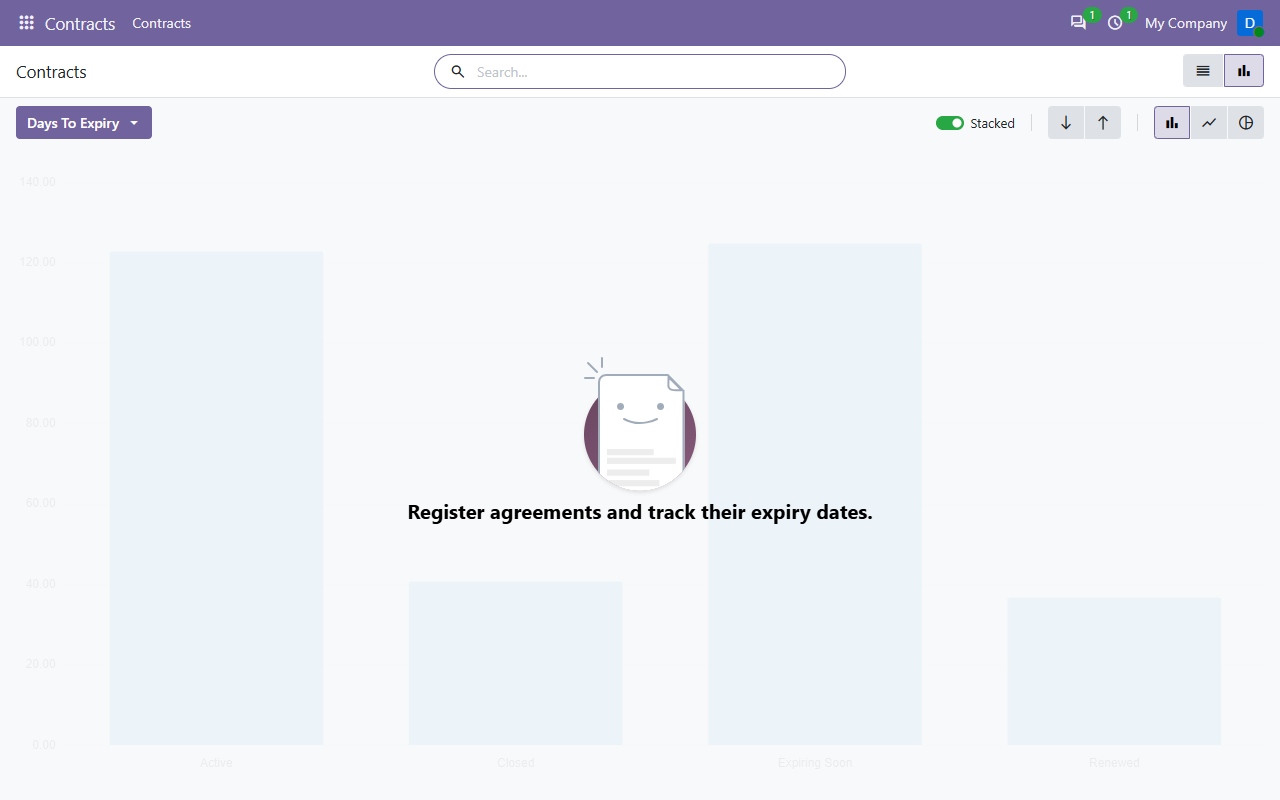 Contracts
Contracts
1
1
My Company
D
Contracts
Search...
Days To Expiry
Stacked
140.00
120.00
100.00
80.00
60.00
40.00
20.00
0.00
Register agreements and track their expiry dates.
Active
Closed
Expiring Soon
Renewed